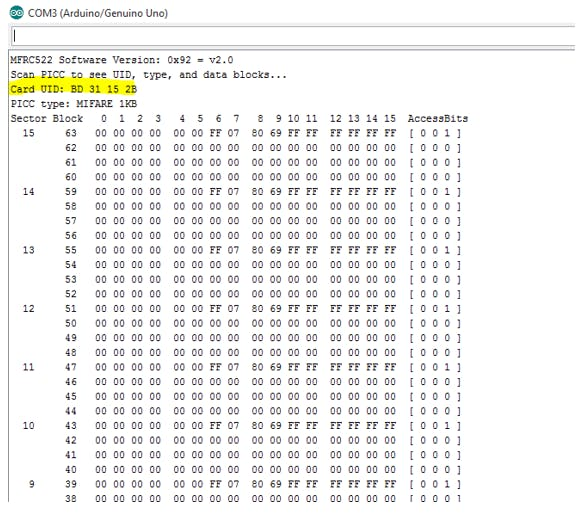 COM3 (Arduino/Genuino Uno)
MFRC522 Software Version: 0x92 = v2.0
Scan PICC to see UID, type, and data blocks...
Card UID: BD 31 15 2B
PICC type: MIFARE 1KB
Sector Block 0 1 2 3 4 5 6 7 8 9 10 11 12 13 14 15 AccessBits
15 63 00 00 00 00 00 00 FF 07 80 69 FF FF FF FF FF FF [ 0 0 1 ]
62 00 00 00 00 00 00 00 00 00 00 00 00 00 00 00 00 [ 0 0 0 ]
61 00 00 00 00 00 00 00 00 00 00 00 00 00 00 00 00 [ 0 0 0 ]
60 00 00 00 00 00 00 00 00 00 00 00 00 00 00 00 00 [ 0 0 0 ]
14 59 00 00 00 00 00 00 FF 07 80 69 FF FF FF FF FF FF [ 0 0 1 ]
58 00 00 00 00 00 00 00 00 00 00 00 00 00 00 00 00 [ 0 0 0 ]
57 00 00 00 00 00 00 00 00 00 00 00 00 00 00 00 00 [ 0 0 0 ]
56 00 00 00 00 00 00 00 00 00 00 00 00 00 00 00 00 [ 0 0 0 ]
13 55 00 00 00 00 00 00 FF 07 80 69 FF FF FF FF FF FF [ 0 0 1 ]
54 00 00 00 00 00 00 00 00 00 00 00 00 00 00 00 00 [ 0 0 0 ]
53 00 00 00 00 00 00 00 00 00 00 00 00 00 00 00 00 [ 0 0 0 ]
52 00 00 00 00 00 00 00 00 00 00 00 00 00 00 00 00 [ 0 0 0 ]
12 51 00 00 00 00 00 00 FF 07 80 69 FF FF FF FF FF FF [ 0 0 1 ]
50 00 00 00 00 00 00 00 00 00 00 00 00 00 00 00 00 [ 0 0 0 ]
49 00 00 00 00 00 00 00 00 00 00 00 00 00 00 00 00 [ 0 0 0 ]
48 00 00 00 00 00 00 00 00 00 00 00 00 00 00 00 00 [ 0 0 0 ]
11 47 00 00 00 00 00 00 FF 07 80 69 FF FF FF FF FF FF [ 0 0 1 ]
46 00 00 00 00 00 00 00 00 00 00 00 00 00 00 00 00 [ 0 0 0 ]
45 00 00 00 00 00 00 00 00 00 00 00 00 00 00 00 00 [ 0 0 0 ]
44 00 00 00 00 00 00 00 00 00 00 00 00 00 00 00 00 [ 0 0 0 ]
10 43 00 00 00 00 00 00 FF 07 80 69 FF FF FF FF FF FF [ 0 0 1 ]
42 00 00 00 00 00 00 00 00 00 00 00 00 00 00 00 00 [ 0 0 0 ]
41 00 00 00 00 00 00 00 00 00 00 00 00 00 00 00 00 [ 0 0 0 ]
40 00 00 00 00 00 00 00 00 00 00 00 00 00 00 00 00 [ 0 0 0 ]
9 39 00 00 00 00 00 00 FF 07 80 69 FF FF FF FF FF FF [ 0 0 1 ]
38 00 00 00 00 00 00 00 00 00 00 00 00 00 00 00 00 [ 0 0 0 ]